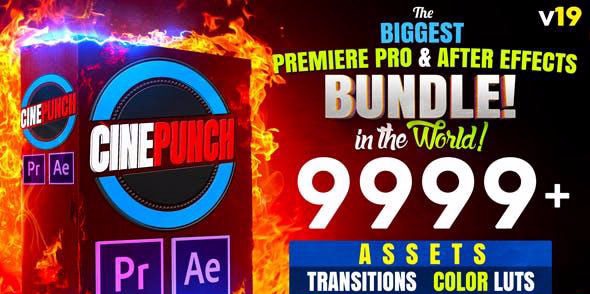 The
BIGGEST
v19
PREMIERE PRO & AFTER EFFECTS
BUNDLE!
in the World!
9999+
ASSETS
TRANSITIONS COLOR LUTS
CINEPUNCH
Pr Ae
CINEPUNCH
Pr Ae